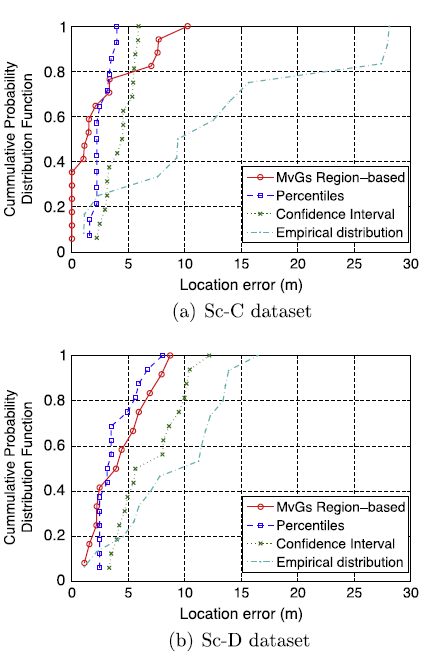 Cummulative Probability
Distribution Function
1
0.8
0.6
0.4
0.2
0
0 5 10 15 20 25 30
MvGs Region–based
Percentiles
Confidence Interval
Empirical distribution
Location error (m)
(a) Sc-C dataset
Cummulative Probability
Distribution Function
1
0.8
0.6
0.4
0.2
0
0 5 10 15 20 25 30
MvGs Region–based
Percentiles
Confidence Interval
Empirical distribution
Location error (m)
(b) Sc-D dataset